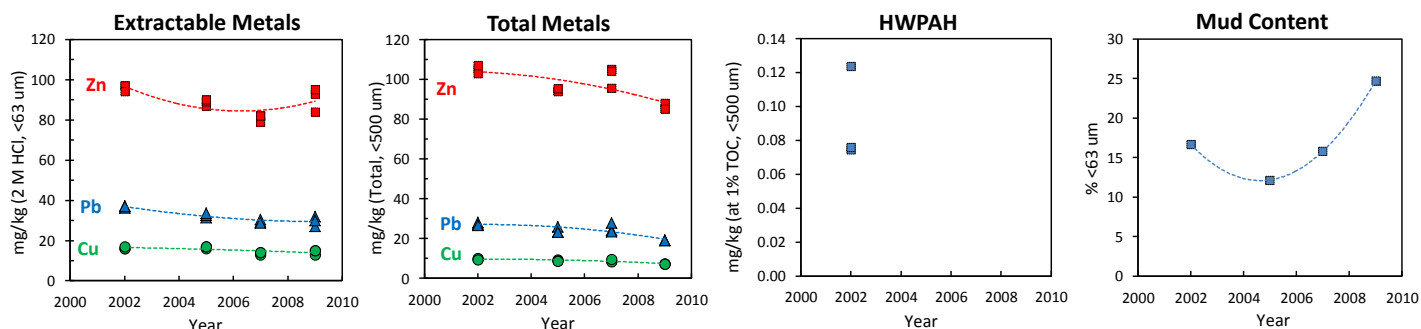 Extractable Metals
mg/kg (2 M HCl, <63 um)
120
100
80
60
40
20
0
Zn
Pb
Cu
2000 2002 2004 2006 2008 2010
Year
Total Metals
mg/kg (Total, <500 um)
120
100
80
60
40
20
0
Zn
Pb
Cu
2000 2002 2004 2006 2008 2010
Year
HWPAH
mg/kg (at 1% TOC, <500 um)
0.14
0.12
0.10
0.08
0.06
0.04
0.02
0.00
2000 2002 2004 2006 2008 2010
Year
Mud Content
% <63 um
30
25
20
15
10
5
0
2000 2002 2004 2006 2008 2010
Year